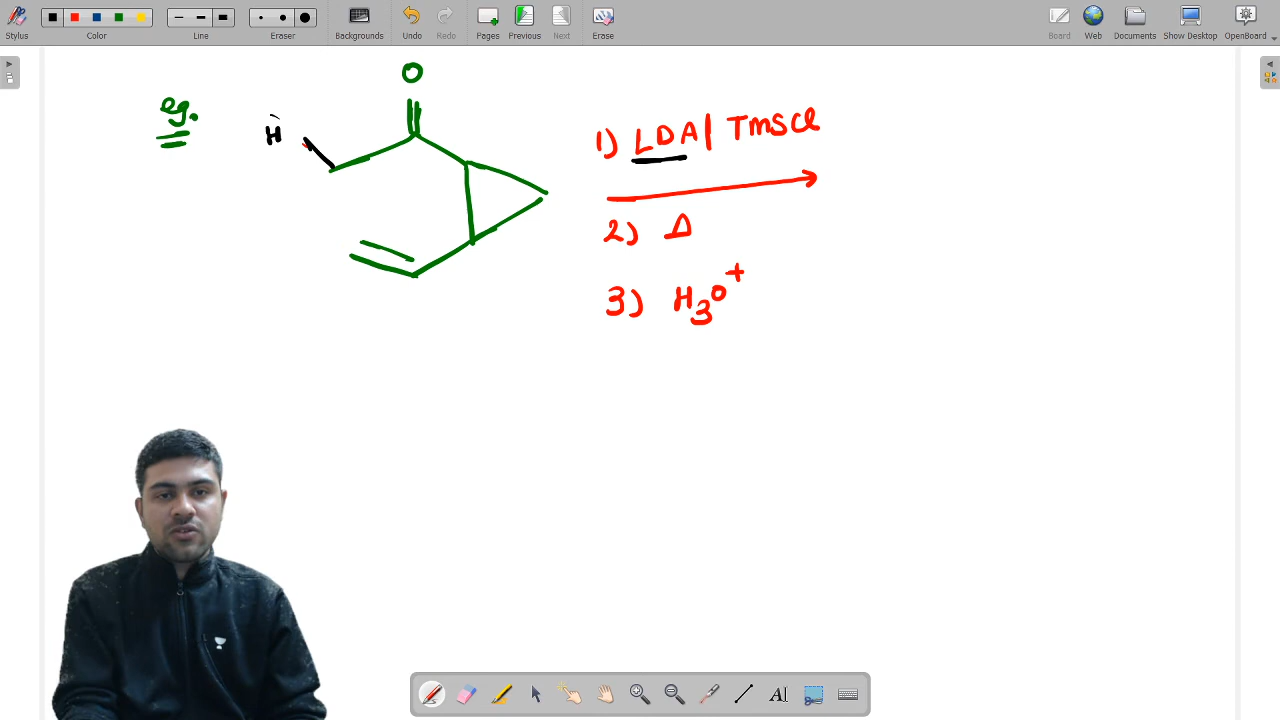 Stylus
Color
Line
Eraser
Backgrounds
Undo
Redo
Pages
Previous
Next
Erase
Board
Web
Documents
Show Desktop
OpenBoard
eg.
O
H
1) LDA | TmsCl
2) Δ
3) H3O+
AI